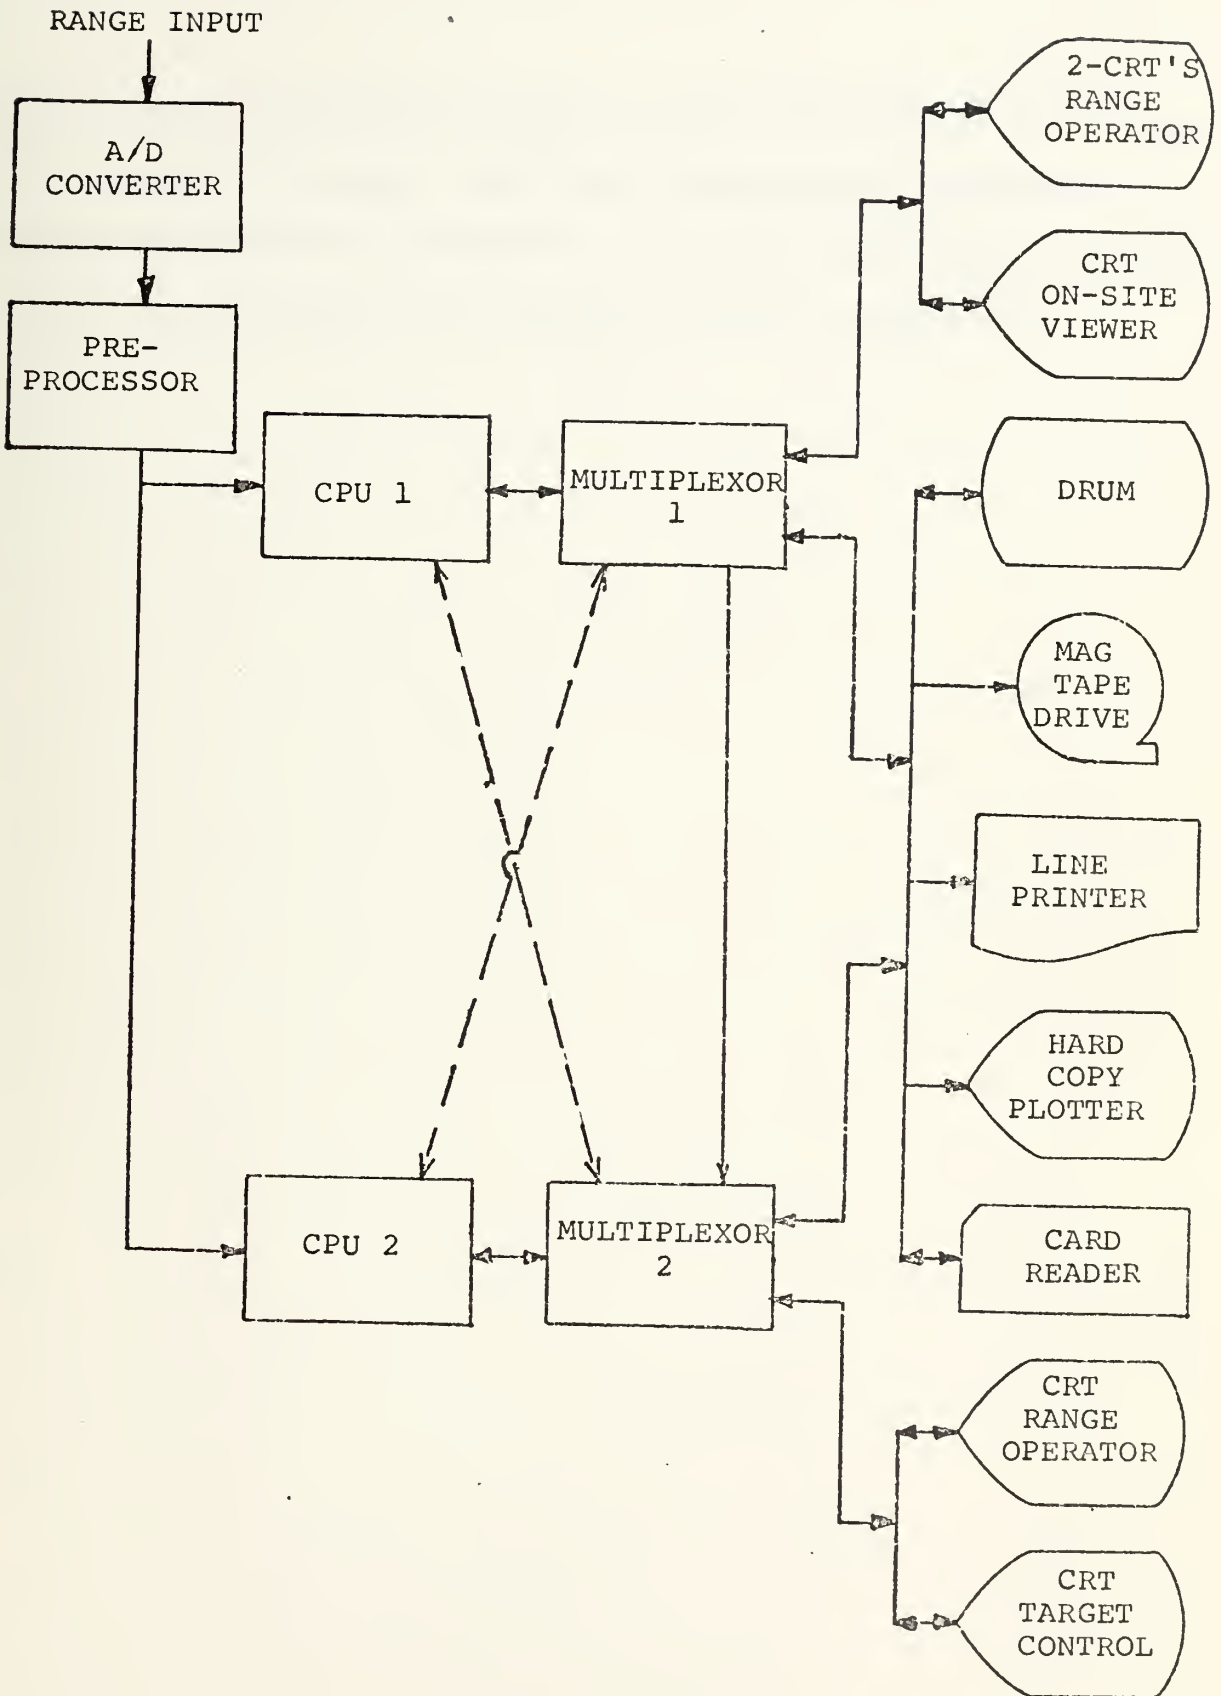 RANGE INPUT
A/D
CONVERTER
PRE-
PROCESSOR
CPU 1
MULTIPLEXOR
1
CPU 2
MULTIPLEXOR
2
2-CRT'S
RANGE
OPERATOR
CRT
ON-SITE
VIEWER
DRUM
MAG
TAPE
DRIVE
LINE
PRINTER
HARD
COPY
PLOTTER
CARD
READER
CRT
RANGE
OPERATOR
CRT
TARGET
CONTROL